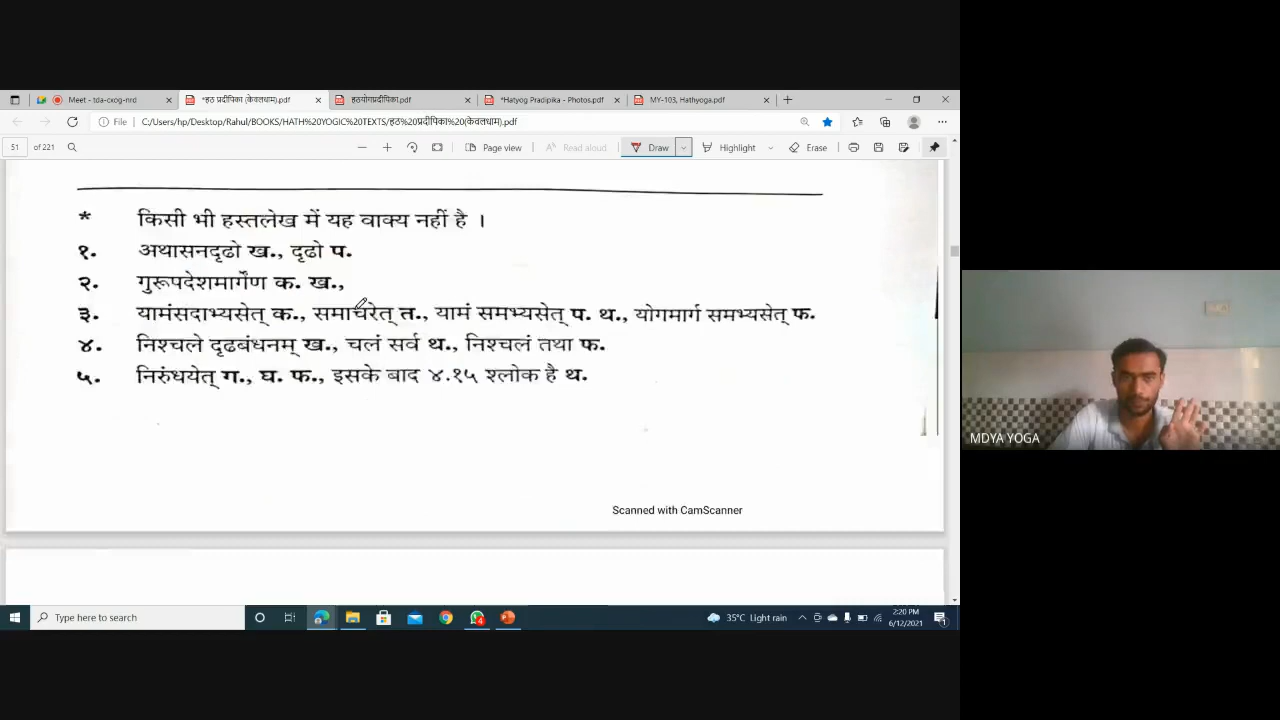 Meet - tda-cxog-nrd
*हठ प्रदीपिका (केवलधाम).pdf
हठयोगप्रदीपिका.pdf
*Hatyog Pradipika - Photos.pdf
MY-103, Hathyoga.pdf
File C:/Users/hp/Desktop/Rahul/BOOKS/HATH%20YOGIC%20TEXTS/हठ%20प्रदीपिका%20(केवलधाम).pdf
51 of 221 Page view Read aloud Draw Highlight Erase
* किसी भी हस्तलेख में यह वाक्य नहीं है ।
१. अथासनदृढो ख., दृढो प.
२. गुरूपदेशमार्गेण क. ख.,
३. यामंसदाभ्यसेत् क., समाचरेत् त., यामं समभ्यसेत् प. थ., योगमार्ग समभ्यसेत् फ.
४. निश्चले दृढबंधनम् ख., चलं सर्व थ., निश्चलं तथा फ.
५. निरुंधयेत् ग., घ. फ., इसके बाद ४.१५ श्लोक है थ.
MDYA YOGA
Scanned with CamScanner
Type here to search
4
35°C Light rain
2:20 PM
6/12/2021
1